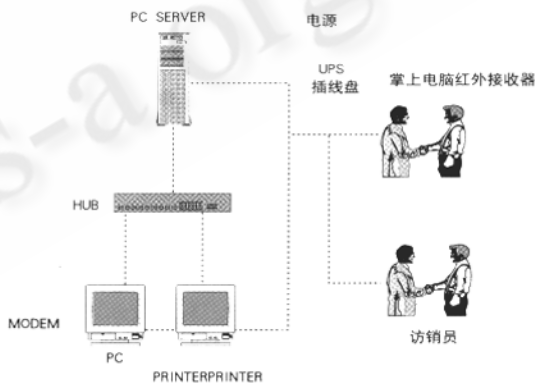 PC SERVER
电源
UPS
插线盘
掌上电脑红外接收器
HUB
MODEM
PC
访销员
PRINTERPRINTER
s-a.org